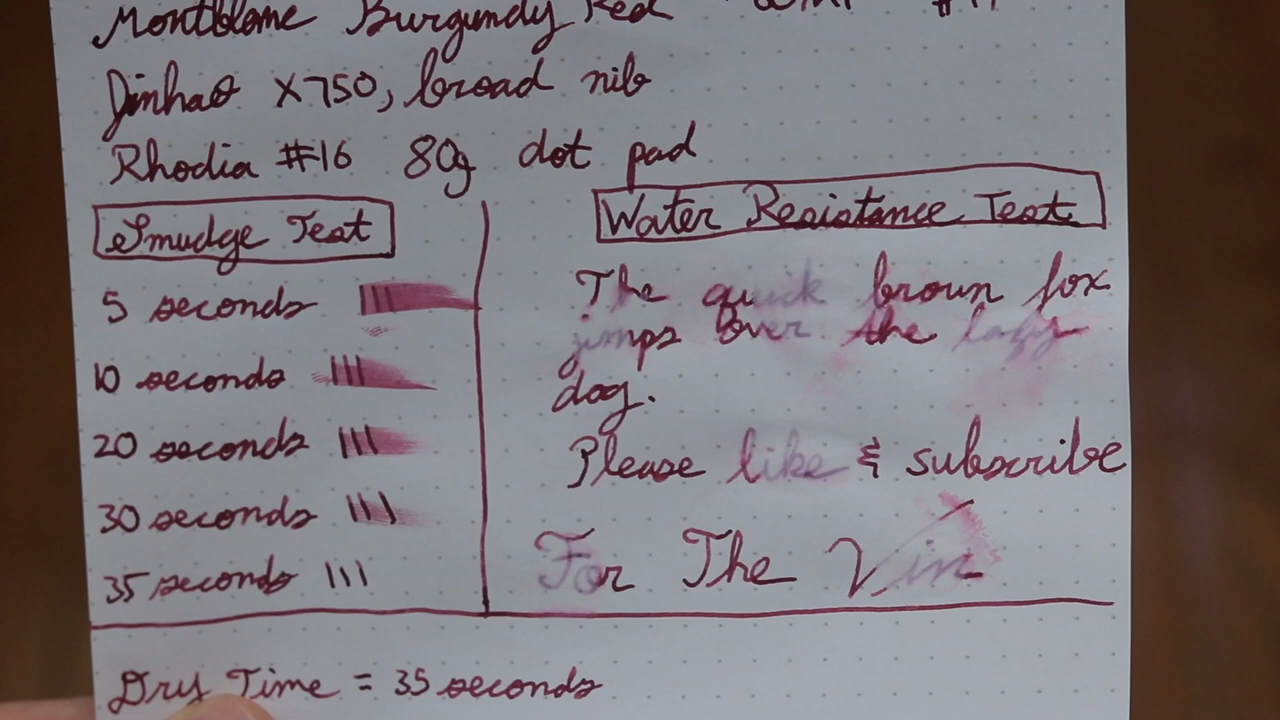 Montblanc Burgundy Red
Jinhao X750, broad nib
Rhodia #16 80g dot pad
Smudge Test
5 seconds
10 seconds
20 seconds
30 seconds
35 seconds
Water Resistance Test
The quick brown fox
jumps over the lazy
dog.
Please like & subscribe
For The Win
Dry Time = 35 seconds